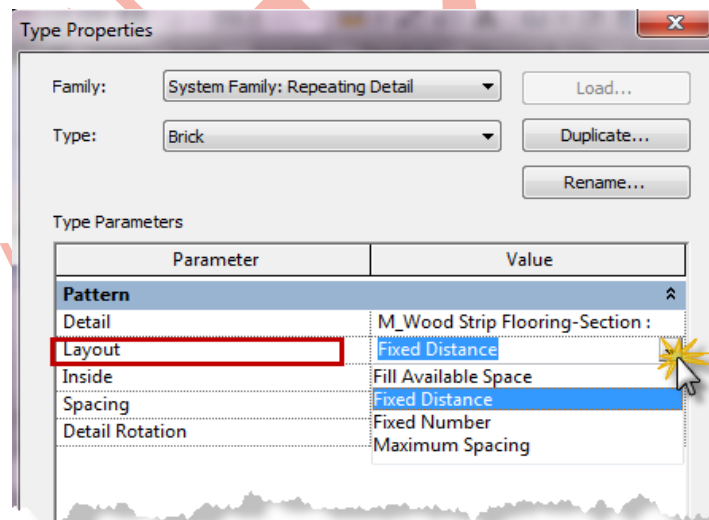 Type Properties
Family: System Family: Repeating Detail Load...
Type: Brick Duplicate...
Rename...
Type Parameters
Parameter Value
Pattern
Detail M_Wood Strip Flooring-Section :
Layout Fixed Distance
Inside Fill Available Space
Spacing Fixed Distance
Detail Rotation Fixed Number
Maximum Spacing